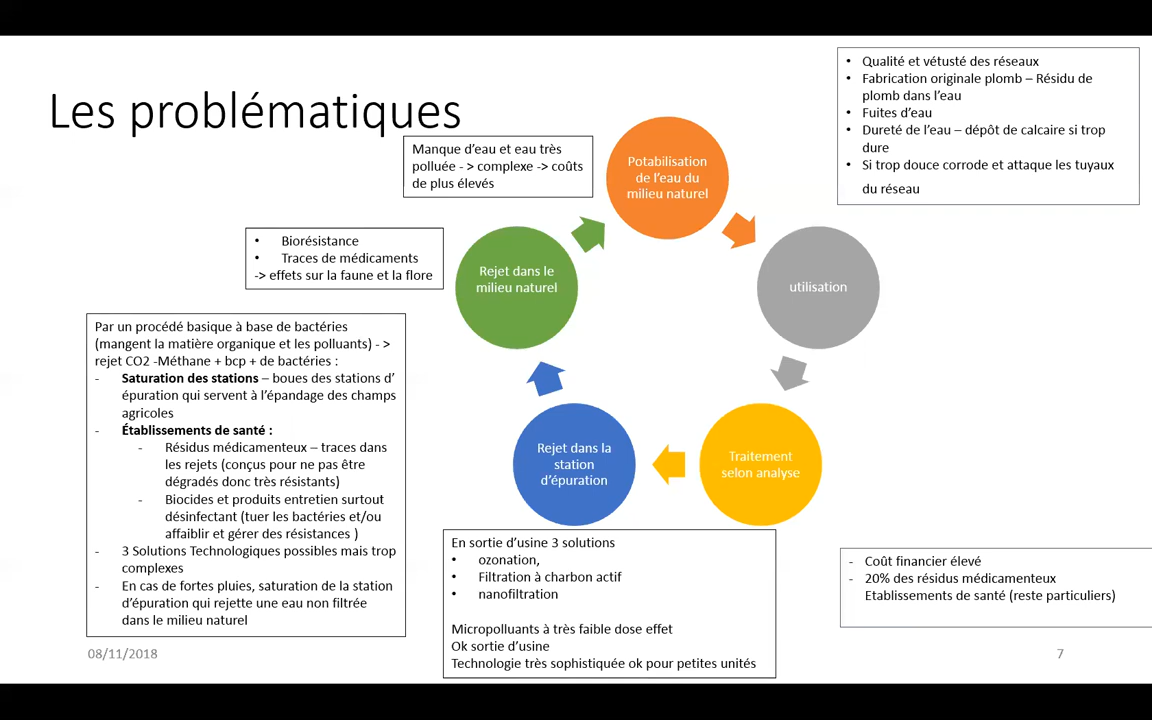 Les problématiques
Manque d'eau et eau très
polluée - > complexe -> coûts
de plus élevés
Potabilisation
de l'eau du
milieu naturel
• Qualité et vétusté des réseaux
• Fabrication originale plomb – Résidu de
plomb dans l'eau
• Fuites d'eau
• Dureté de l'eau – dépôt de calcaire si trop
dure
• Si trop douce corrode et attaque les tuyaux
du réseau
• Biorésistance
• Traces de médicaments
-> effets sur la faune et la flore
Rejet dans le
milieu naturel
utilisation
Par un procédé basique à base de bactéries
(mangent la matière organique et les polluants) - >
rejet CO2 -Méthane + bcp + de bactéries :
- Saturation des stations – boues des stations d'
épuration qui servent à l'épandage des champs
agricoles
- Établissements de santé :
- Résidus médicamenteux – traces dans
les rejets (conçus pour ne pas être
dégradés donc très résistants)
- Biocides et produits entretien surtout
désinfectant (tuer les bactéries et/ou
affaiblir et gérer des résistances )
- 3 Solutions Technologiques possibles mais trop
complexes
- En cas de fortes pluies, saturation de la station
d'épuration qui rejette une eau non filtrée
dans le milieu naturel
Rejet dans la
station
d'épuration
Traitement
selon analyse
En sortie d'usine 3 solutions
• ozonation,
• Filtration à charbon actif
• nanofiltration
Micropolluants à très faible dose effet
Ok sortie d'usine
Technologie très sophistiquée ok pour petites unités
- Coût financier élevé
- 20% des résidus médicamenteux
Etablissements de santé (reste particuliers)
08/11/2018
7